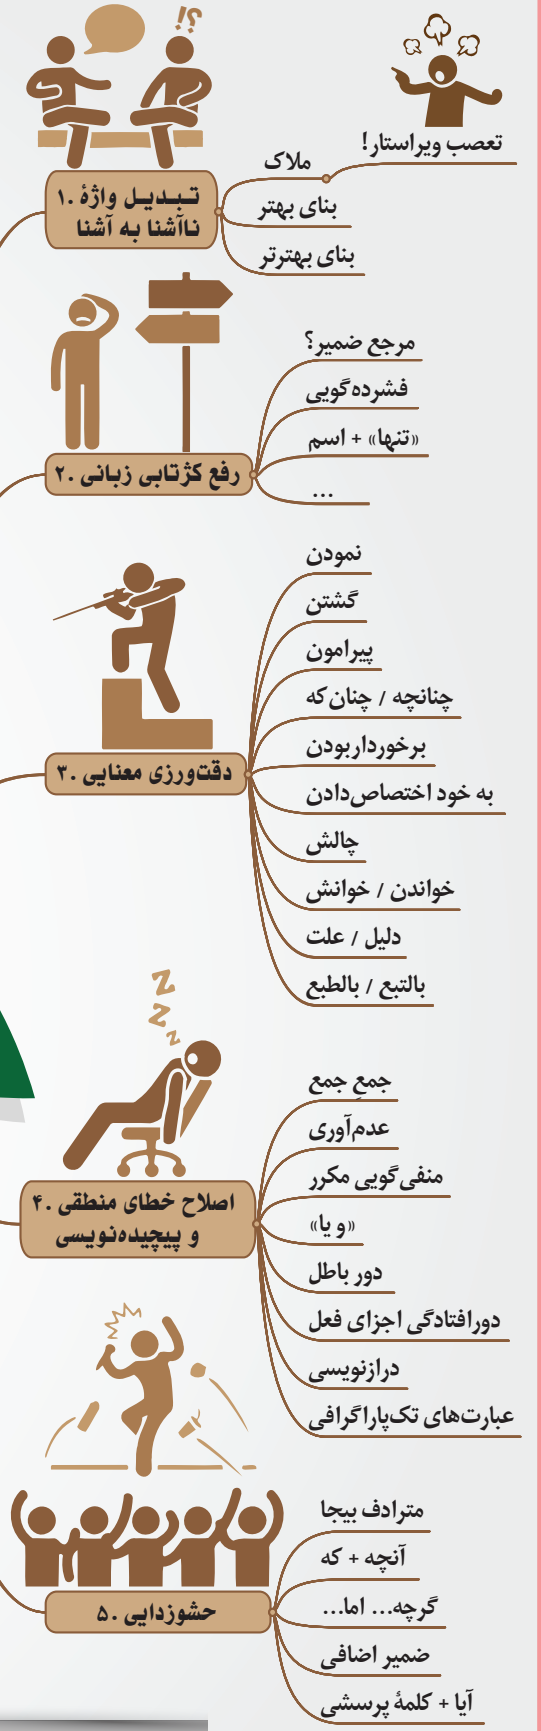 ؟!
تعصب ویراستار!
۱. تبدیل واژهٔ
ناآشنا به آشنا
ملاک
بنای بهتر
بنای بهترتر
۲. رفع کژتابی زبانی
مرجع ضمیر؟
فشرده‌گویی
«تنها» + اسم
...
۳. دقت‌ورزی معنایی
نمودن
گشتن
پیرامون
چنانچه / چنان‌که
برخورداربودن
به خود اختصاص‌دادن
چالش
خواندن / خوانش
دلیل / علت
بالتبع / بالطبع
z
z
z
۴. اصلاح خطای منطقی
و پیچیده‌نویسی
جمعِ جمع
عدم‌آوری
منفی‌گویی مکرر
«و یا»
دور باطل
دورافتادگی اجزای فعل
درازنویسی
عبارت‌های تک‌پاراگرافی
۵. حشوزدایی
مترادف بیجا
آنچه + که
گرچه... اما...
ضمیر اضافی
آیا + کلمهٔ پرسشی